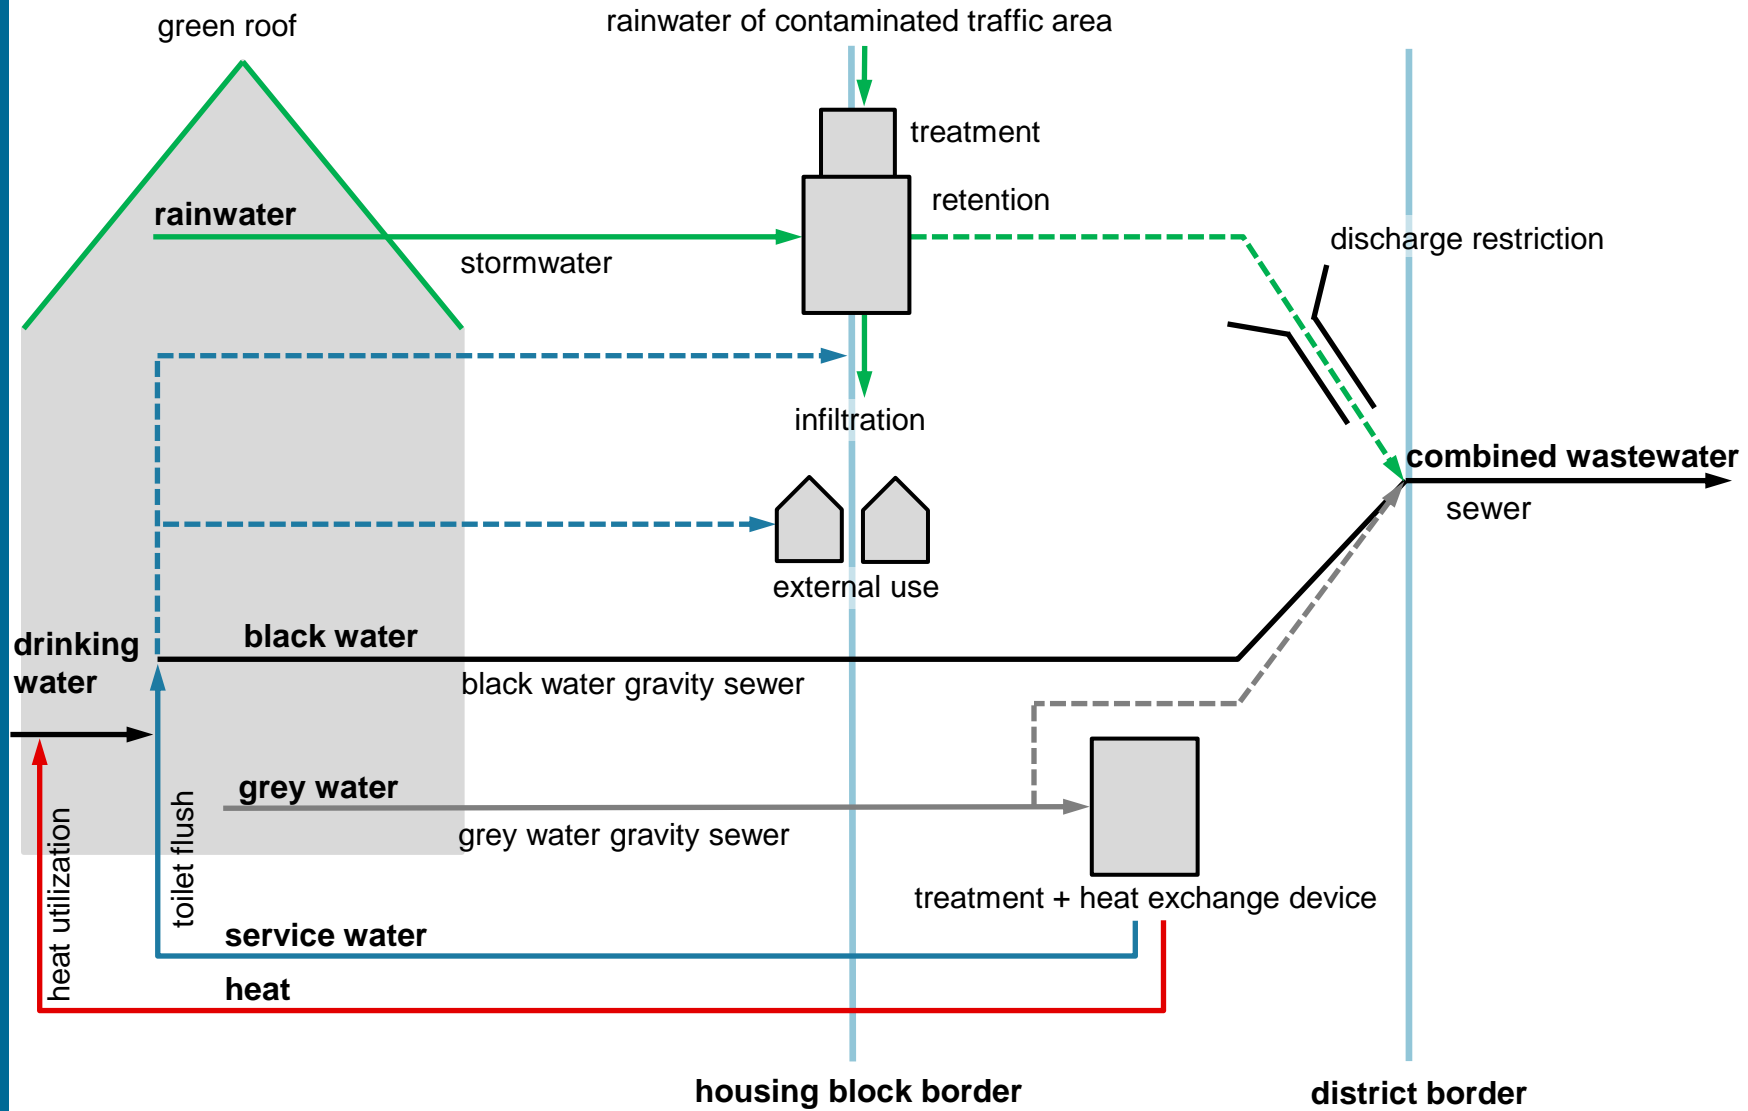 green roof
rainwater of contaminated traffic area
treatment
retention
rainwater
stormwater
discharge restriction
infiltration
combined wastewater
sewer
external use
drinking
water
black water
black water gravity sewer
grey water
grey water gravity sewer
heat utilization
toilet flush
treatment + heat exchange device
service water
heat
housing block border
district border